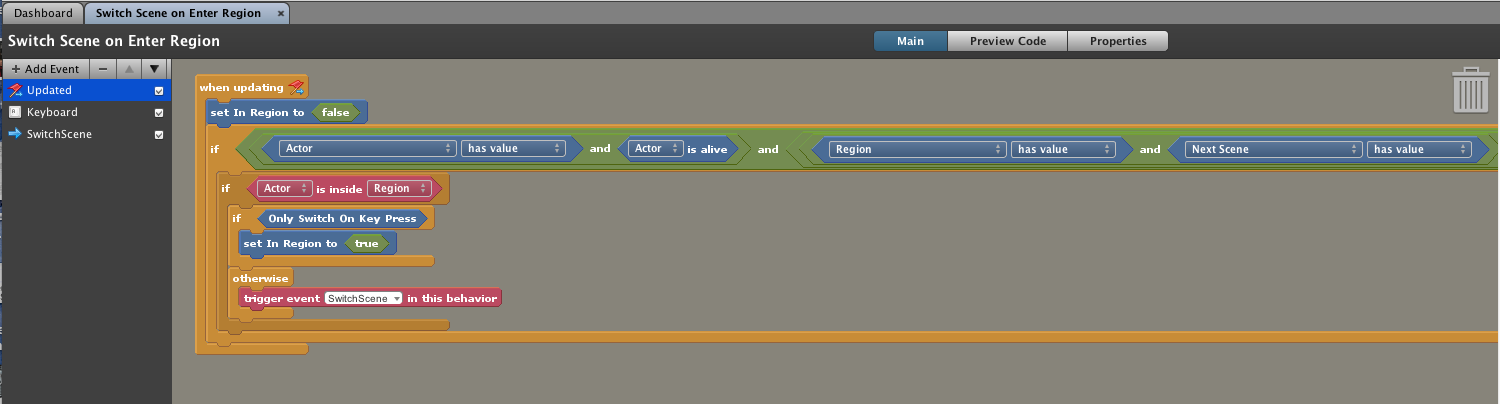 Dashboard Switch Scene on Enter Region ×
Switch Scene on Enter Region Main Preview Code Properties
+ Add Event − ▲ ▼
Updated
Keyboard
SwitchScene
when updating
set In Region to false
if Actor has value and Actor is alive and Region has value and Next Scene has value
if Actor is inside Region
if Only Switch On Key Press
set In Region to true
otherwise
trigger event SwitchScene in this behavior